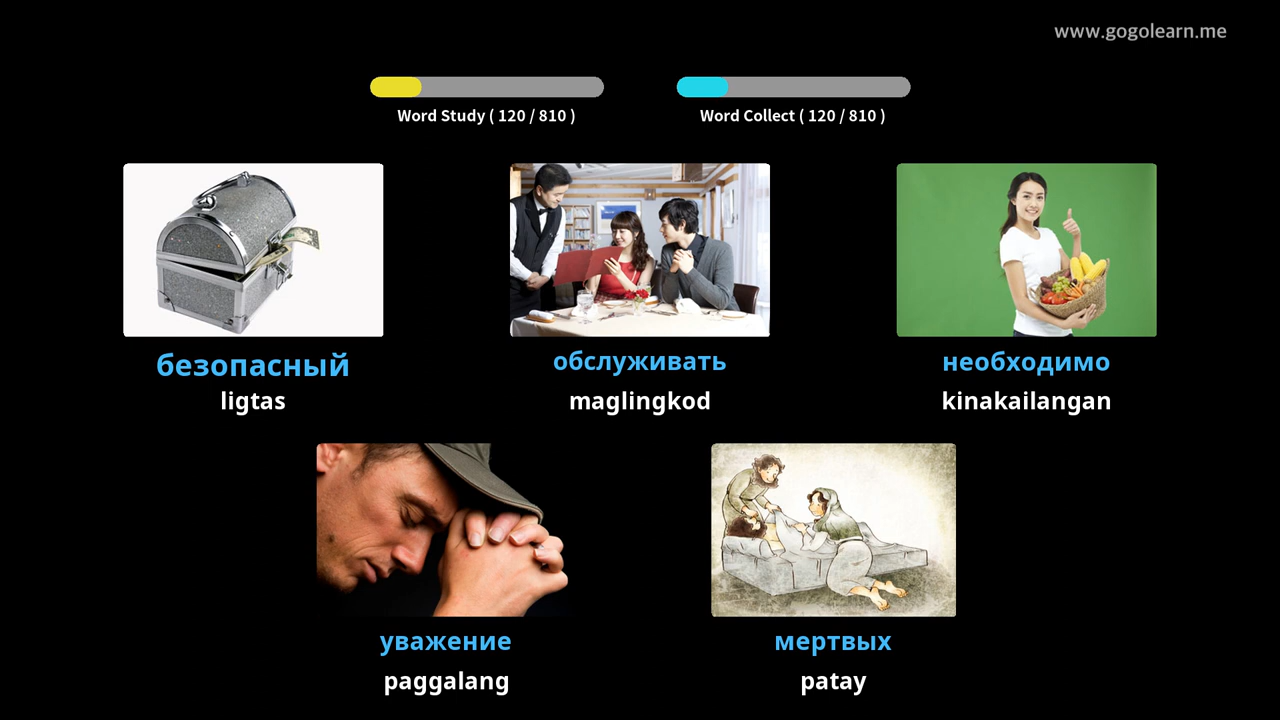 www.gogolearn.me
Word Study ( 120 / 810 )
Word Collect ( 120 / 810 )
безопасный
ligtas
обслуживать
maglingkod
необходимо
kinakailangan
уважение
paggalang
мертвых
patay